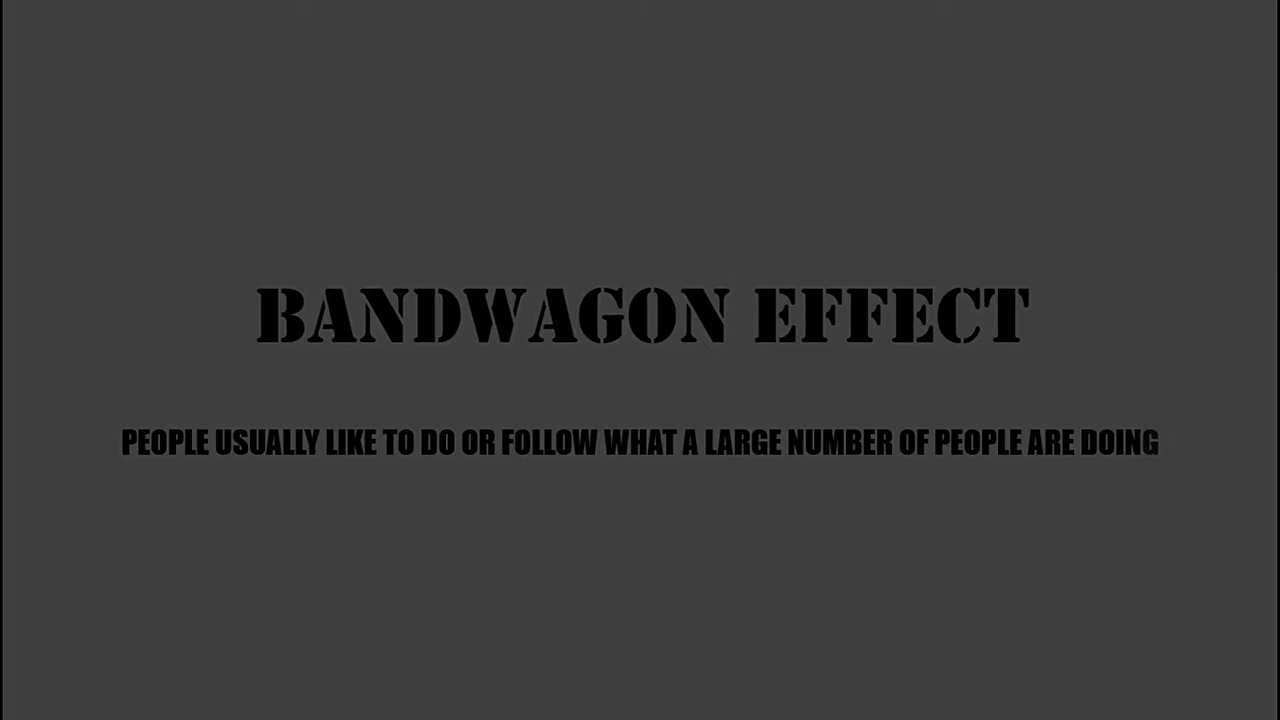 BANDWAGON EFFECT
PEOPLE USUALLY LIKE TO DO OR FOLLOW WHAT A LARGE NUMBER OF PEOPLE ARE DOING